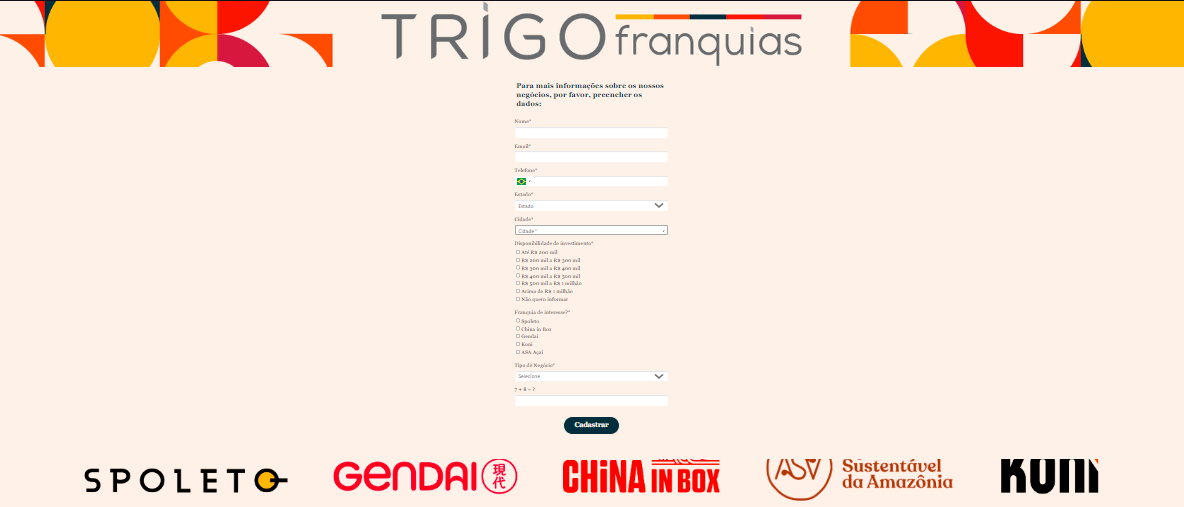 TRIGO franquias
Para mais informações sobre os nossos
negócios, por favor, preencher os
dados:
Nome*
Email*
Telefone*
Estado*
Estado
Cidade*
Cidade*
Disponibilidade de investimento*
Até R$ 200 mil
R$ 200 mil a R$ 300 mil
R$ 300 mil a R$ 400 mil
R$ 400 mil a R$ 500 mil
R$ 500 mil a R$ 1 milhão
Acima de R$ 1 milhão
Não quero informar
Franquia de interesse?*
Spoleto
China in Box
Gendai
Koni
ASA Açaí
Tipo de Negócio*
Selecione
7 + 8 = ?
Cadastrar
SPOLETO
GENDAI 現代
CHINA IN BOX
ASA Sustentável
da Amazônia
KONI